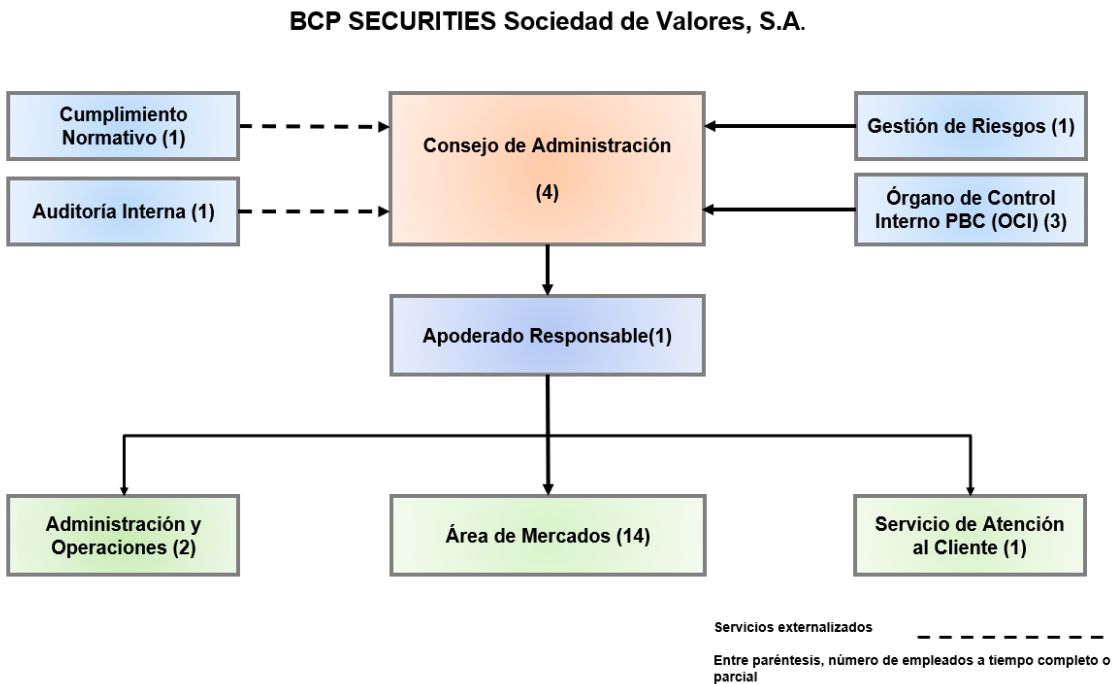 BCP SECURITIES Sociedad de Valores, S.A.
Cumplimiento
Normativo (1)
Auditoría Interna (1)
Consejo de Administración
(4)
Gestión de Riesgos (1)
Órgano de Control
Interno PBC (OCI) (3)
Apoderado Responsable(1)
Administración y
Operaciones (2)
Área de Mercados (14)
Servicio de Atención
al Cliente (1)
Servicios externalizados
Entre paréntesis, número de empleados a tiempo completo o
parcial